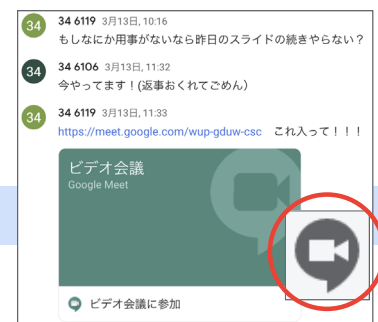 34 34 6119 3月13日, 10:16
もしなにか用事がないなら昨日のスライドの続きやらない？
34 34 6106 3月13日, 11:32
今やってます！(返事おくれてごめん）
34 34 6119 3月13日, 11:33
https://meet.google.com/wup-gduw-csc これ入って！！！
ビデオ会議
Google Meet
ビデオ会議に参加